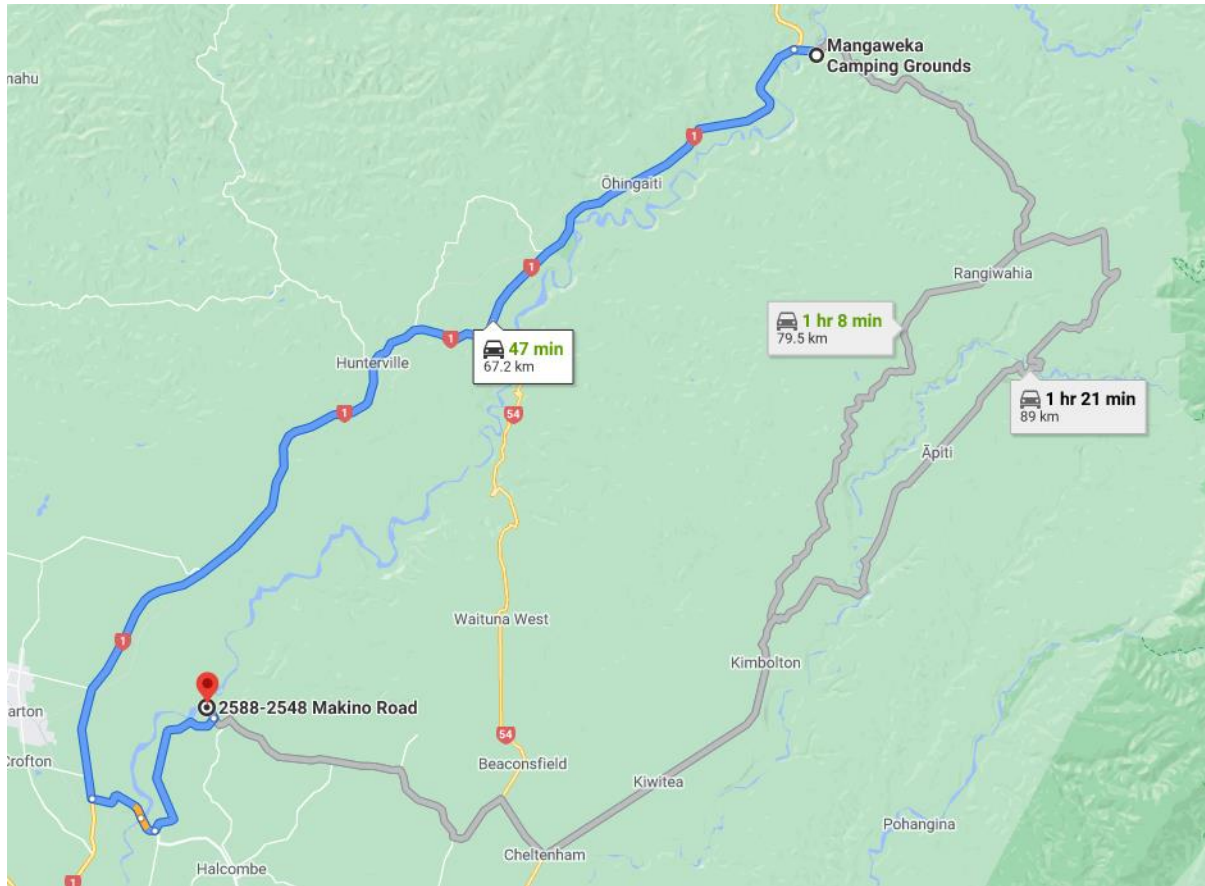 Mangaweka
Camping Grounds
nahu
1
Ōhingaiti
1
Rangiwahia
1 hr 8 min
79.5 km
1
47 min
67.2 km
Hunterville
1 hr 21 min
89 km
1
54
Āpiti
Waituna West
1
Kimbolton
2588-2548 Makino Road
arton
54
Crofton
Beaconsfield
Kiwitea
Pohangina
Cheltenham
Halcombe
1